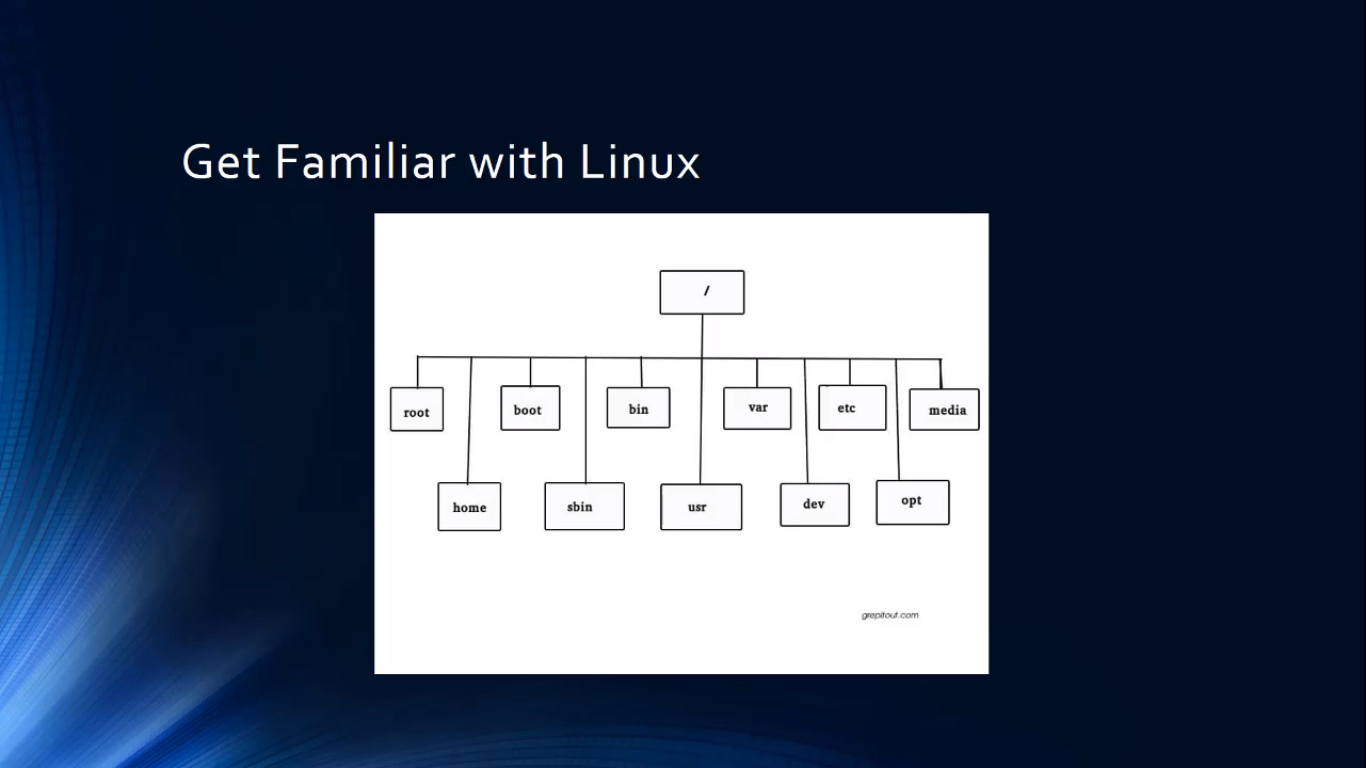 Get Familiar with Linux
/
root
boot
bin
var
etc
media
home
sbin
usr
dev
opt
grepitout.com